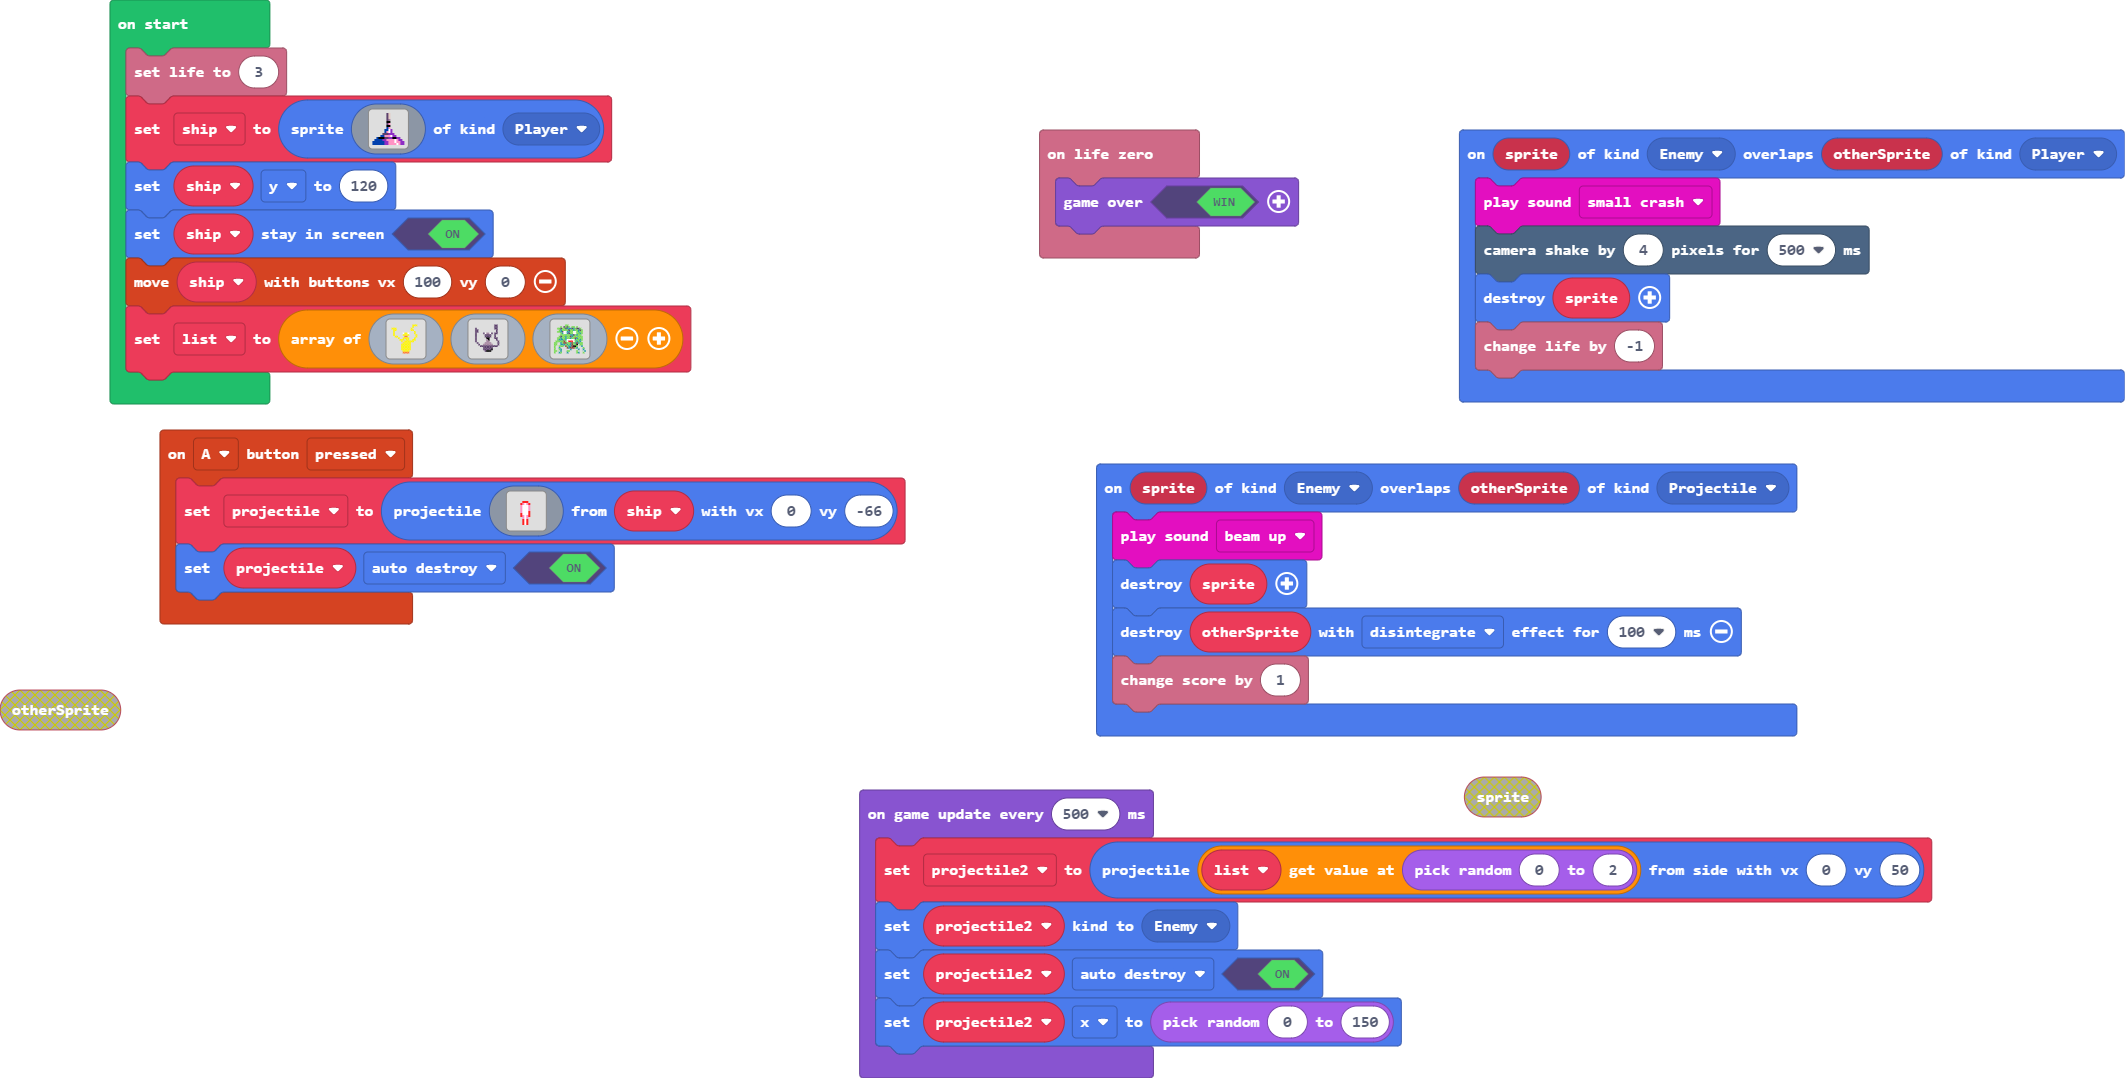 on start
set life to 3
set ship to sprite of kind Player
set ship y to 120
set ship stay in screen ON
move ship with buttons vx 100 vy 0
set list to array of
on A button pressed
set projectile to projectile from ship with vx 0 vy -66
set projectile auto destroy ON
otherSprite
on life zero
game over WIN
on sprite of kind Enemy overlaps otherSprite of kind Player
play sound small crash
camera shake by 4 pixels for 500 ms
destroy sprite
change life by -1
on sprite of kind Enemy overlaps otherSprite of kind Projectile
play sound beam up
destroy sprite
destroy otherSprite with disintegrate effect for 100 ms
change score by 1
sprite
on game update every 500 ms
set projectile2 to projectile list get value at pick random 0 to 2 from side with vx 0 vy 50
set projectile2 kind to Enemy
set projectile2 auto destroy ON
set projectile2 x to pick random 0 to 150